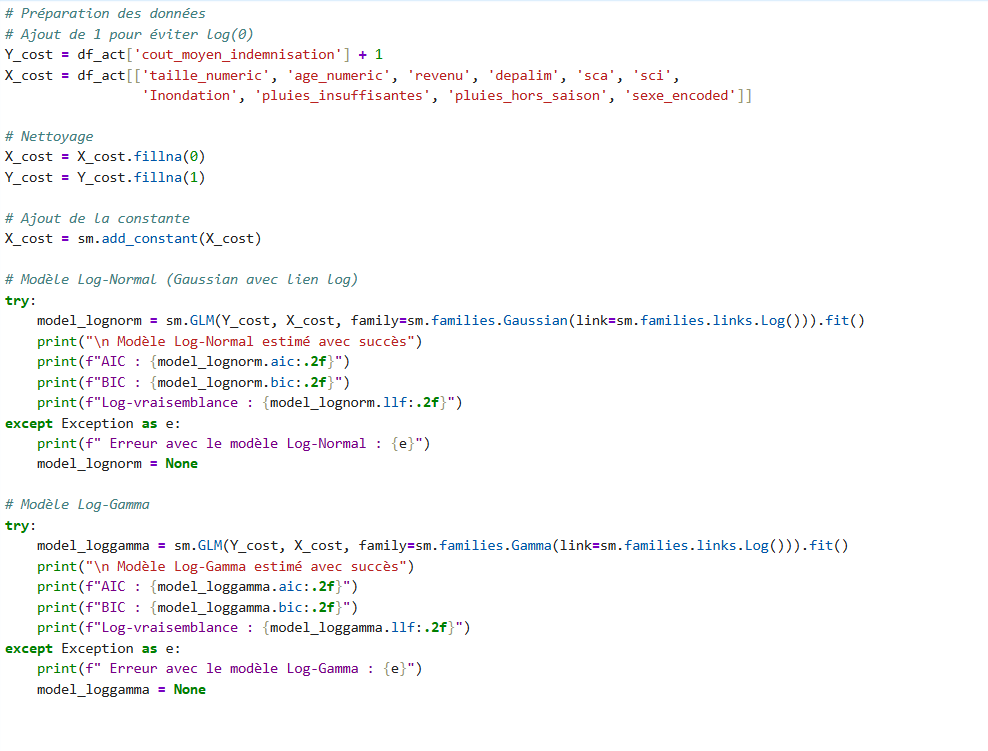 # Préparation des données
# Ajout de 1 pour éviter log(0)
Y_cost = df_act['cout_moyen_indemnisation'] + 1
X_cost = df_act[['taille_numeric', 'age_numeric', 'revenu', 'depalim', 'sca', 'sci',
                 'Inondation', 'pluies_insuffisantes', 'pluies_hors_saison', 'sexe_encoded']]

# Nettoyage
X_cost = X_cost.fillna(0)
Y_cost = Y_cost.fillna(1)

# Ajout de la constante
X_cost = sm.add_constant(X_cost)

# Modèle Log-Normal (Gaussian avec lien log)
try:
    model_lognorm = sm.GLM(Y_cost, X_cost, family=sm.families.Gaussian(link=sm.families.links.Log())).fit()
    print("\n Modèle Log-Normal estimé avec succès")
    print(f"AIC : {model_lognorm.aic:.2f}")
    print(f"BIC : {model_lognorm.bic:.2f}")
    print(f"Log-vraisemblance : {model_lognorm.llf:.2f}")
except Exception as e:
    print(f" Erreur avec le modèle Log-Normal : {e}")
    model_lognorm = None

# Modèle Log-Gamma
try:
    model_loggamma = sm.GLM(Y_cost, X_cost, family=sm.families.Gamma(link=sm.families.links.Log())).fit()
    print("\n Modèle Log-Gamma estimé avec succès")
    print(f"AIC : {model_loggamma.aic:.2f}")
    print(f"BIC : {model_loggamma.bic:.2f}")
    print(f"Log-vraisemblance : {model_loggamma.llf:.2f}")
except Exception as e:
    print(f" Erreur avec le modèle Log-Gamma : {e}")
    model_loggamma = None